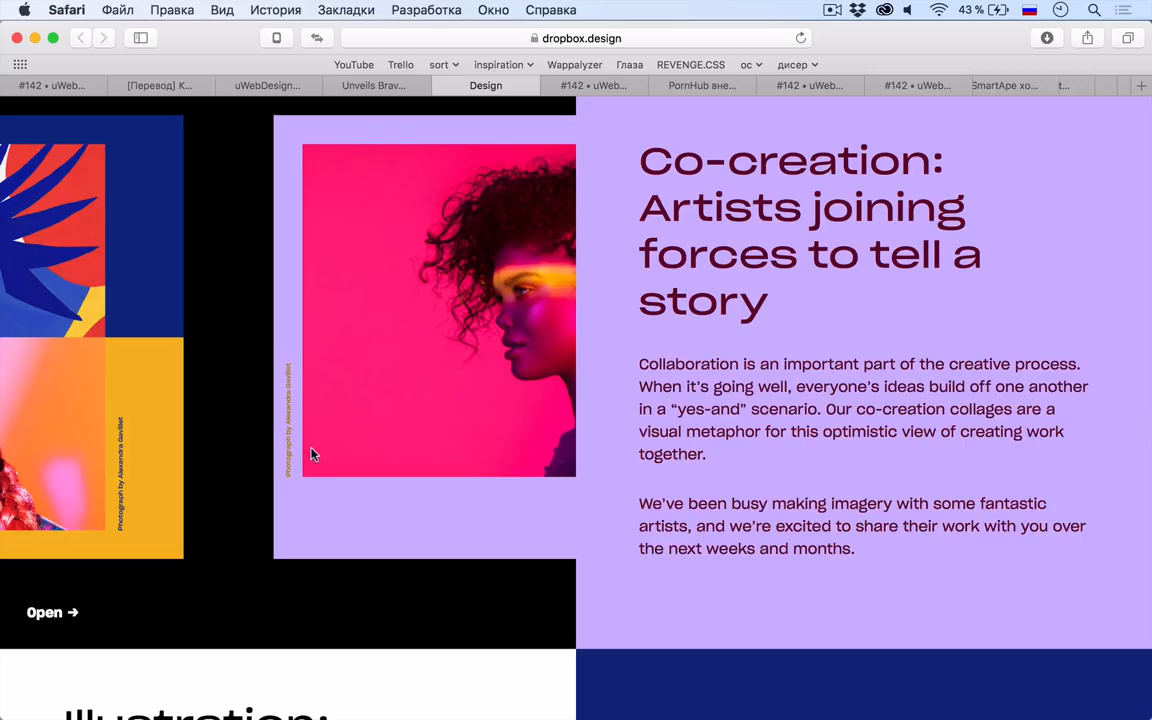 Safari Файл Правка Вид История Закладки Разработка Окно Справка 43 %
dropbox.design
YouTube Trello sort inspiration Wappalyzer Глаза REVENGE.CSS ос дисер
#142 • uWeb... [Перевод] К... uWebDesign... Unveils Brav... Design #142 • uWeb... PornHub вне... #142 • uWeb... #142 • uWeb... SmartApe хо... t...
Co-creation:
Artists joining
forces to tell a
story
Collaboration is an important part of the creative process.
When it’s going well, everyone’s ideas build off one another
in a “yes-and” scenario. Our co-creation collages are a
visual metaphor for this optimistic view of creating work
together.
We’ve been busy making imagery with some fantastic
artists, and we’re excited to share their work with you over
the next weeks and months.
Photograph by Alexandra Gavillet
Photograph by Alexandra Gavillet
Open →
Illustration: